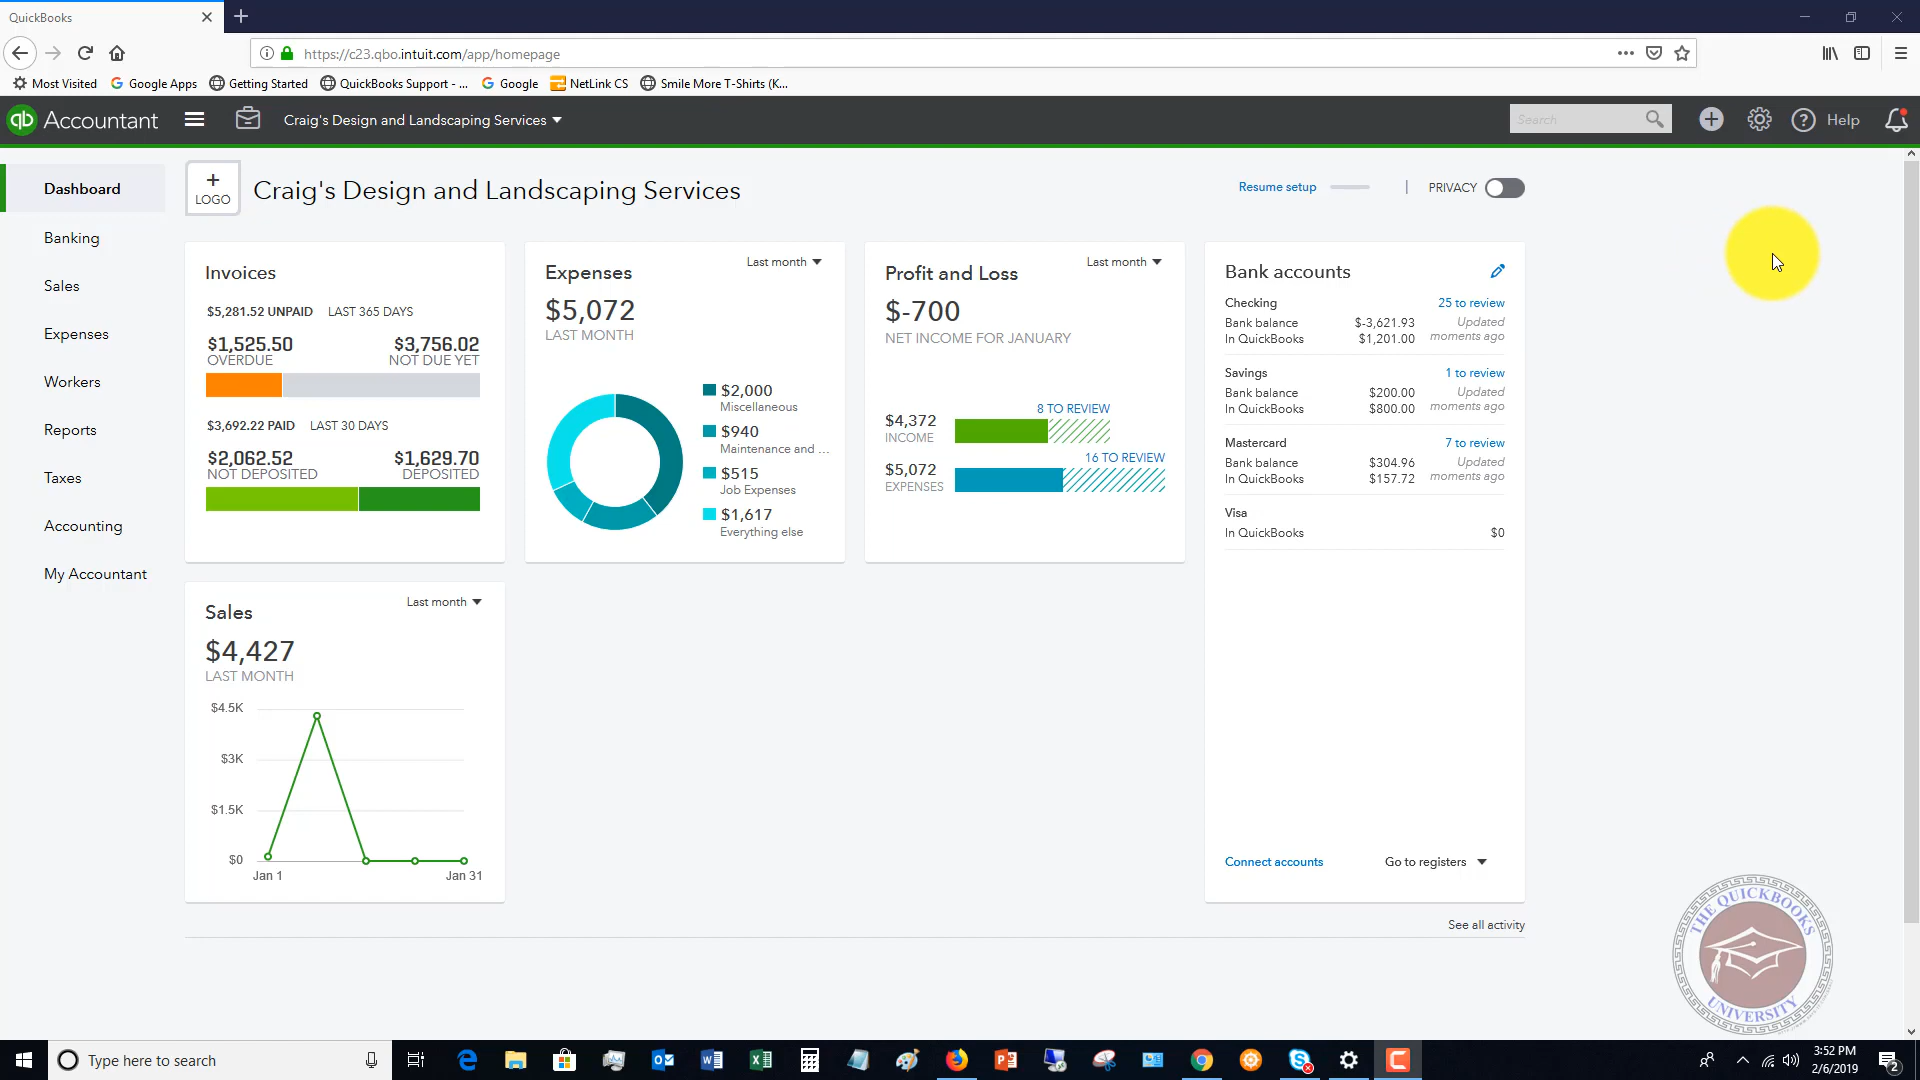 QuickBooks
https://c23.qbo.intuit.com/app/homepage
Most Visited
Google Apps
Getting Started
QuickBooks Support - ...
Google
NetLink CS
Smile More T-Shirts (K...
qb Accountant
Craig's Design and Landscaping Services
Search
Help
Dashboard
Banking
Sales
Expenses
Workers
Reports
Taxes
Accounting
My Accountant
+ LOGO
Craig's Design and Landscaping Services
Resume setup
PRIVACY
Invoices
$5,281.52 UNPAID LAST 365 DAYS
$1,525.50 $3,756.02
OVERDUE NOT DUE YET
$3,692.22 PAID LAST 30 DAYS
$2,062.52 $1,629.70
NOT DEPOSITED DEPOSITED
Expenses
Last month
$5,072
LAST MONTH
$2,000
Miscellaneous
$940
Maintenance and ...
$515
Job Expenses
$1,617
Everything else
Profit and Loss
Last month
$-700
NET INCOME FOR JANUARY
8 TO REVIEW
$4,372
INCOME
16 TO REVIEW
$5,072
EXPENSES
Bank accounts
Checking 25 to review
Bank balance $-3,621.93 Updated
In QuickBooks $1,201.00 moments ago
Savings 1 to review
Bank balance $200.00 Updated
In QuickBooks $800.00 moments ago
Mastercard 7 to review
Bank balance $304.96 Updated
In QuickBooks $157.72 moments ago
Visa
In QuickBooks $0
Connect accounts
Go to registers
Sales
Last month
$4,427
LAST MONTH
$4.5K
$3K
$1.5K
$0
Jan 1 Jan 31
See all activity
THE QUICKBOOKS
UNIVERSITY
Type here to search
3:52 PM
2/6/2019
2